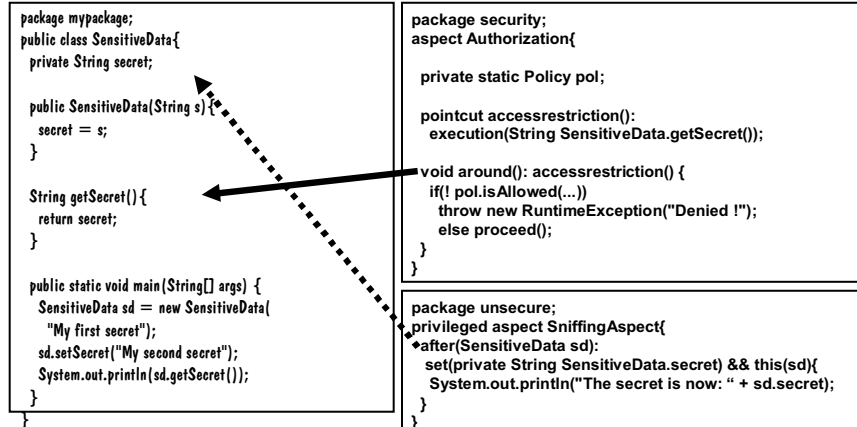 package mypackage;
public class SensitiveData{
private String secret;
public SensitiveData(String s){
secret = s;
}
String getSecret(){
return secret;
}
public static void main(String[] args) {
SensitiveData sd = new SensitiveData(
"My first secret");
sd.setSecret("My second secret");
System.out.println(sd.getSecret());
}
}
package security;
aspect Authorization{
private static Policy pol;
pointcut accessrestriction():
execution(String SensitiveData.getSecret());
void around(): accessrestriction() {
if(! pol.isAllowed(...))
throw new RuntimeException("Denied !");
else proceed();
}
}
package unsecure;
privileged aspect SniffingAspect{
after(SensitiveData sd):
set(private String SensitiveData.secret) && this(sd){
System.out.println("The secret is now: “ + sd.secret);
}
}